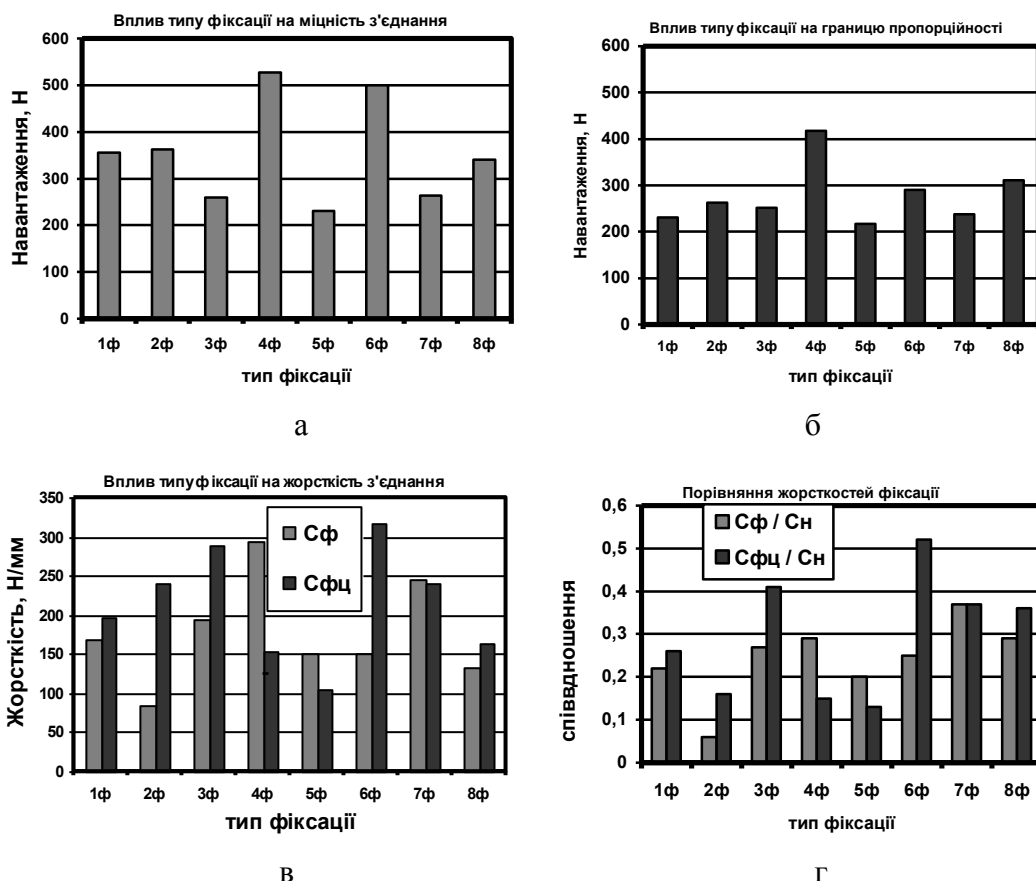 Вплив типу фіксації на міцність з'єднання
600
500
400
300
200
100
0
Навантаження, Н
1ф 2ф 3ф 4ф 5ф 6ф 7ф 8ф
тип фіксації
а
Вплив типу фіксації на границю пропорційності
600
500
400
300
200
100
0
Навантаження, Н
1ф 2ф 3ф 4ф 5ф 6ф 7ф 8ф
тип фіксації
б
Вплив типу фіксації на жорсткість з'єднання
350
300
250
200
150
100
50
0
Жорсткість, Н/мм
Сф
Сфц
1ф 2ф 3ф 4ф 5ф 6ф 7ф 8ф
тип фіксації
в
Порівняння жорсткостей фіксації
0,6
0,5
0,4
0,3
0,2
0,1
0
співвдношення
Сф / Сн
Сфц / Сн
1ф 2ф 3ф 4ф 5ф 6ф 7ф 8ф
тип фіксації
г